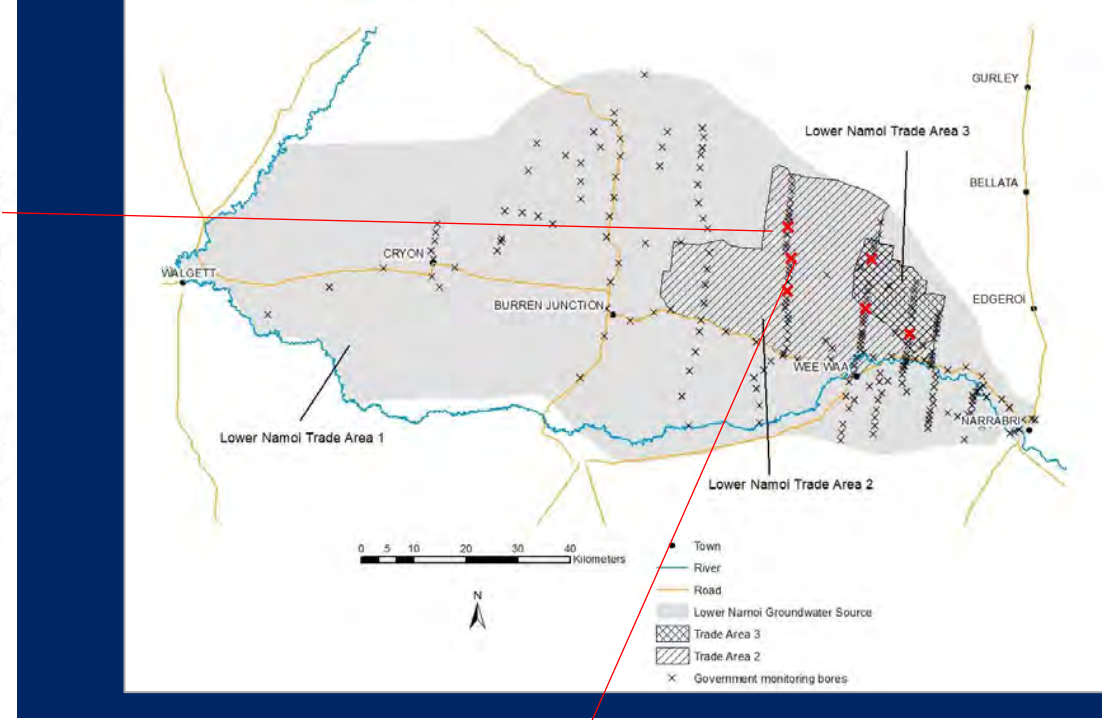 GURLEY
Lower Namoi Trade Area 3
BELLATA
CRYON
WALGETT
BURREN JUNCTION
EDGEROI
WEE WAA
NARRABRI
Lower Namoi Trade Area 1
Lower Namoi Trade Area 2
0 5 10 20 30 40
Kilometers
N
Town
River
Road
Lower Namoi Groundwater Source
Trade Area 3
Trade Area 2
Government monitoring bores